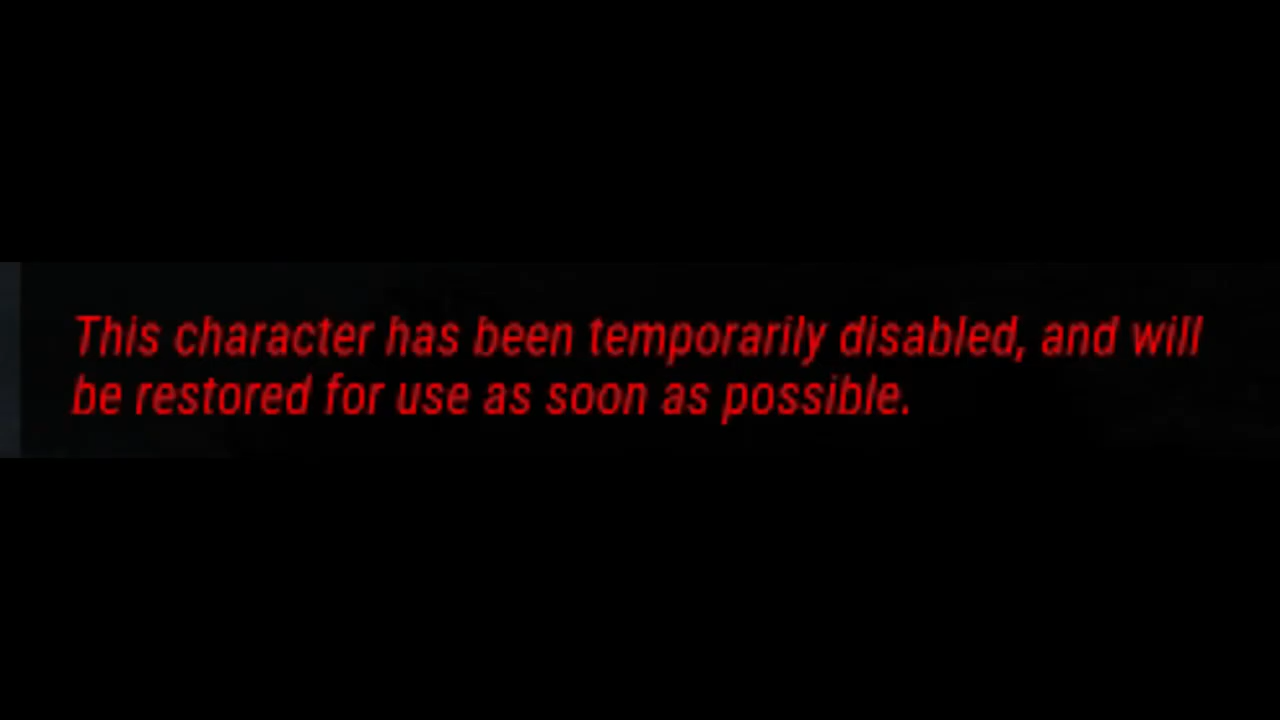 This character has been temporarily disabled, and will
be restored for use as soon as possible.